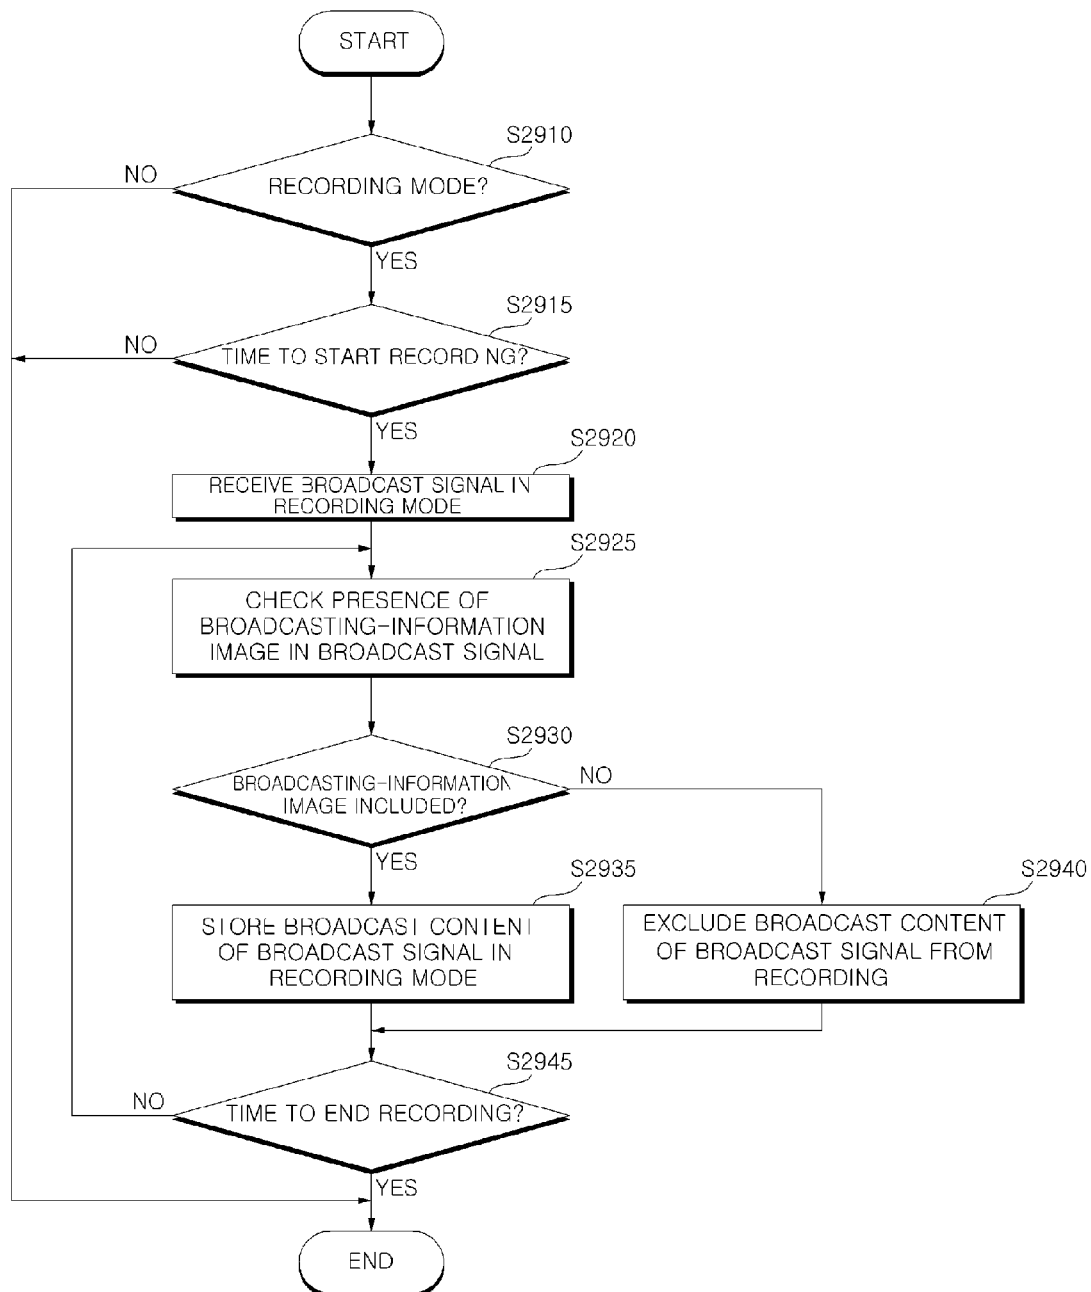 START
S2910
NO
RECORDING MODE?
YES
S2915
NO
TIME TO START RECORD NG?
YES
S2920
RECEIVE BROADCAST SIGNAL IN
RECORDING MODE
S2925
CHECK PRESENCE OF
BROADCASTING-INFORMATION
IMAGE IN BROADCAST SIGNAL
S2930
BROADCASTING-INFORMATION
IMAGE INCLUDED?
NO
YES
S2935
STORE BROADCAST CONTENT
OF BROADCAST SIGNAL IN
RECORDING MODE
S2940
EXCLUDE BROADCAST CONTENT
OF BROADCAST SIGNAL FROM
RECORDING
S2945
NO
TIME TO END RECORDING?
YES
END